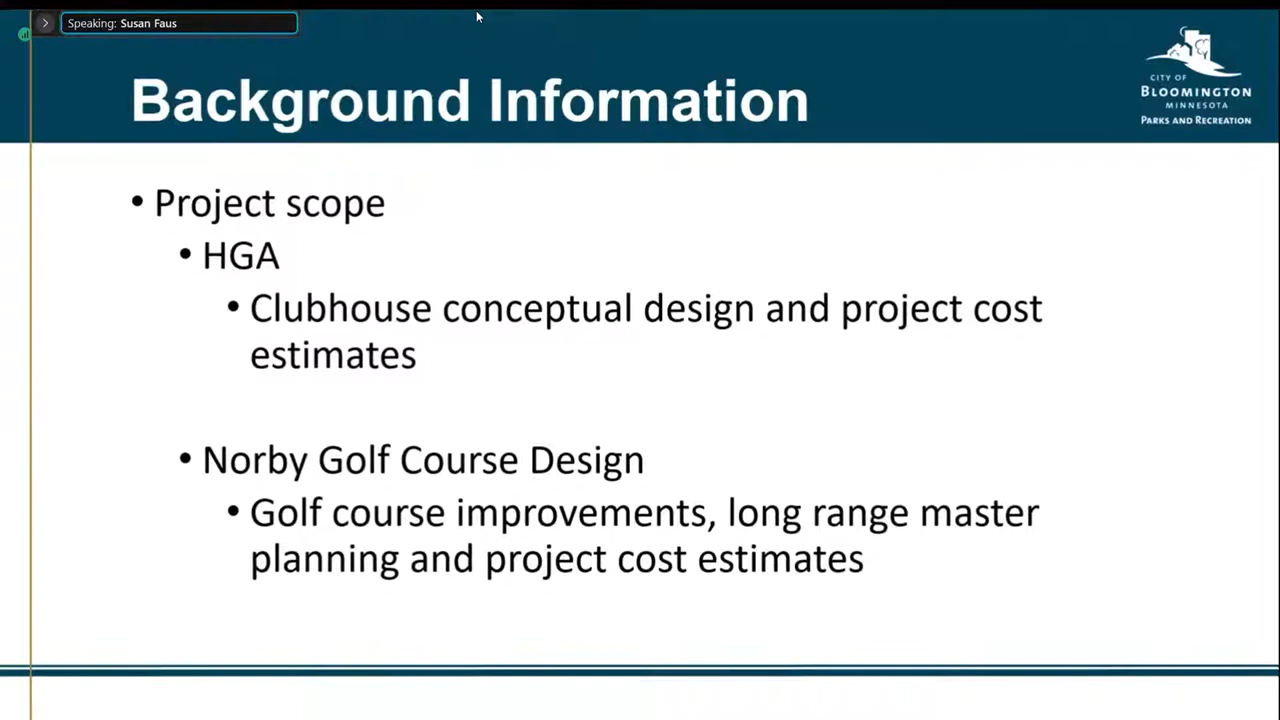 Speaking: Susan Faus
Background Information
CITY OF
BLOOMINGTON
MINNESOTA
PARKS AND RECREATION
• Project scope
• HGA
• Clubhouse conceptual design and project cost
estimates
• Norby Golf Course Design
• Golf course improvements, long range master
planning and project cost estimates